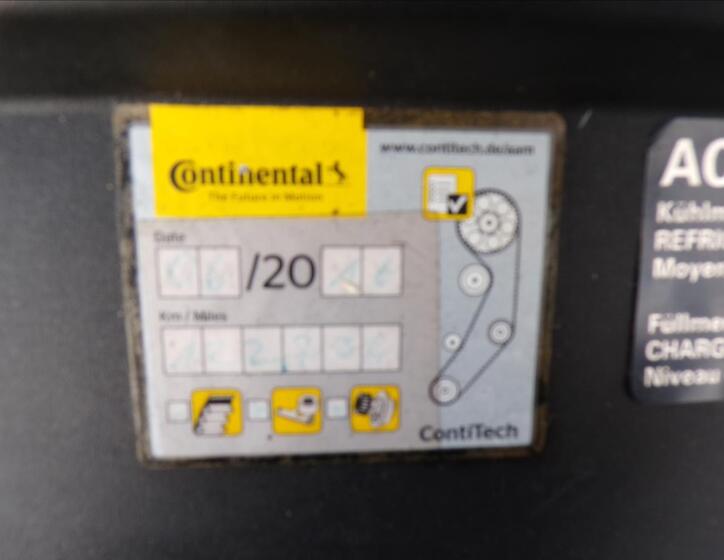 www.contitech.de/aam
Continental
The Future in Motion
Date
/20
Km / Miles
ContiTech
AC
Kühlm
REFRI
Moyen
Füllme
CHARG
Niveau